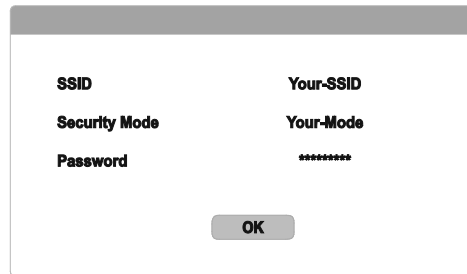 SSID Your-SSID
Security Mode Your-Mode
Password *********
OK